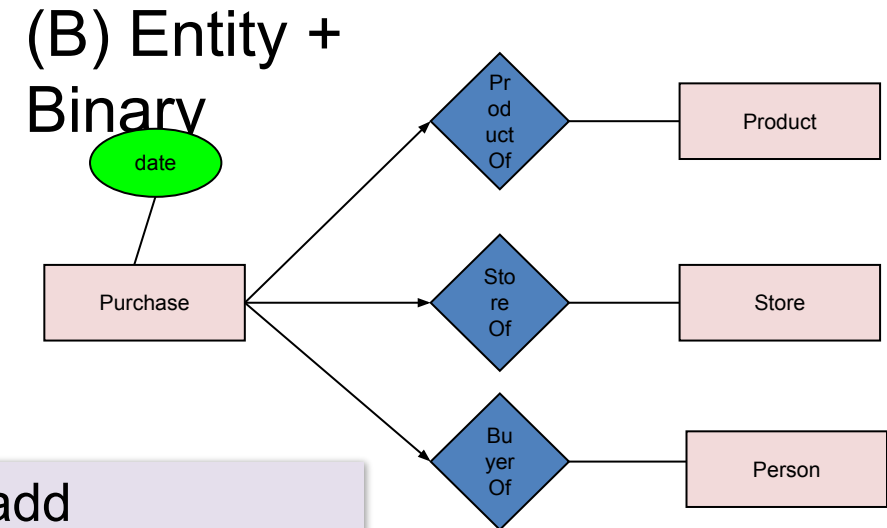 (B) Entity +
Binary
date
Pr
od
uct
Of
Product
Purchase
Sto
re
Of
Store
Bu
yer
Of
Person
add